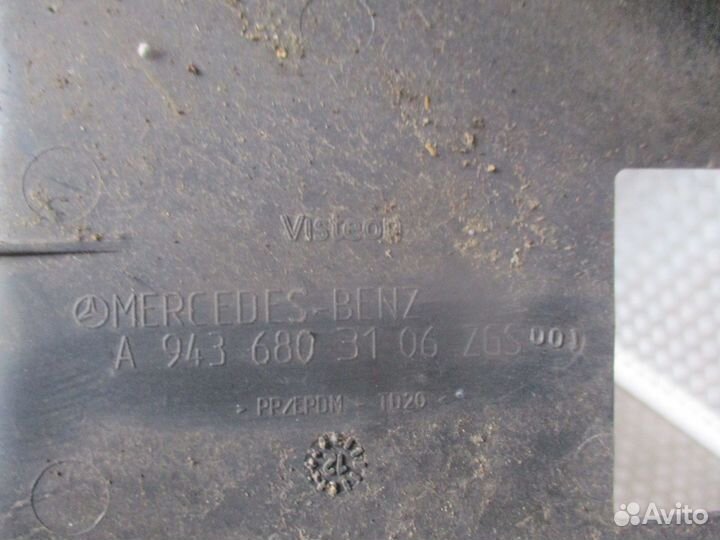 Visteon
MERCEDES-BENZ
A 943 680 31 06 ZGS 001
> PP/EPDM - TD20 <
Avito